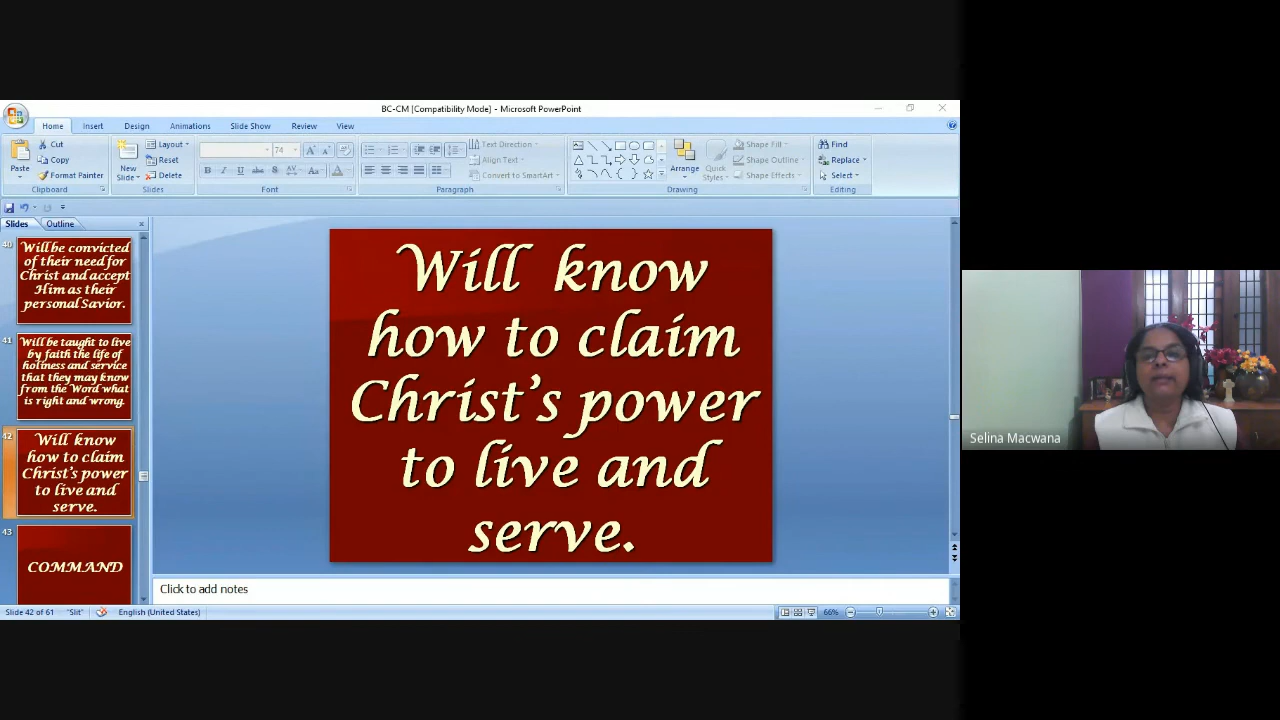 BC-CM [Compatibility Mode] - Microsoft PowerPoint
Home Insert Design Animations Slide Show Review View
Paste
Cut
Copy
Format Painter
Clipboard
New
Slide
Layout
Reset
Delete
Slides
74
B I U abe S AV Aa A
Font
Paragraph
Text Direction
Align Text
Convert to SmartArt
Arrange
Quick
Styles
Shape Fill
Shape Outline
Shape Effects
Drawing
Find
Replace
Select
Editing
Slides Outline
40
Will be convicted
of their need for
Christ and accept
Him as their
personal Savior.
41
Will be taught to live
by faith the life of
holiness and service
that they may know
from the Word what
is right and wrong.
42
Will know
how to claim
Christ's power
to live and
serve.
43
COMMAND
Will know
how to claim
Christ's power
to live and
serve.
Click to add notes
Slide 42 of 61 "Slit" English (United States) 66%
Selina Macwana